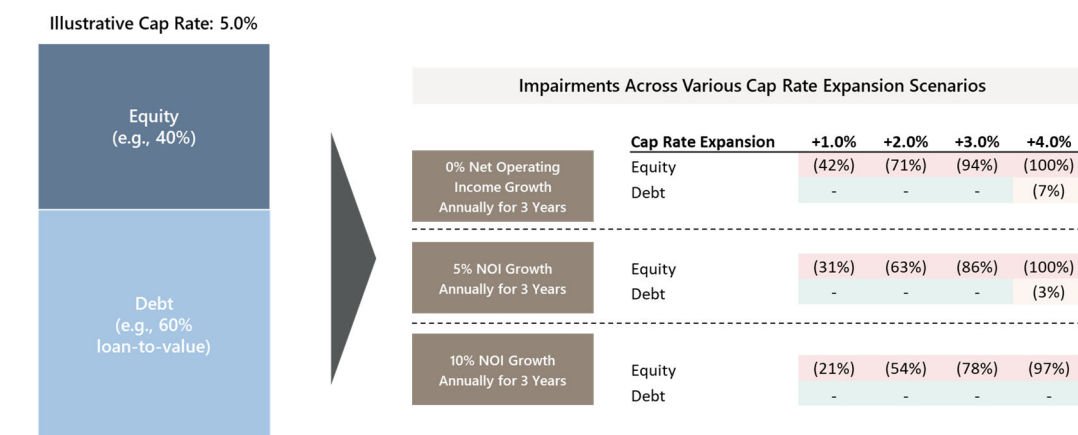 Illustrative Cap Rate: 5.0%
Equity
(e.g., 40%)
Debt
(e.g., 60%
loan-to-value)
Impairments Across Various Cap Rate Expansion Scenarios
Cap Rate Expansion +1.0% +2.0% +3.0% +4.0%
0% Net Operating
Income Growth
Annually for 3 Years
Equity (42%) (71%) (94%) (100%)
Debt - - - (7%)
5% NOI Growth
Annually for 3 Years
Equity (31%) (63%) (86%) (100%)
Debt - - - (3%)
10% NOI Growth
Annually for 3 Years
Equity (21%) (54%) (78%) (97%)
Debt - - - -